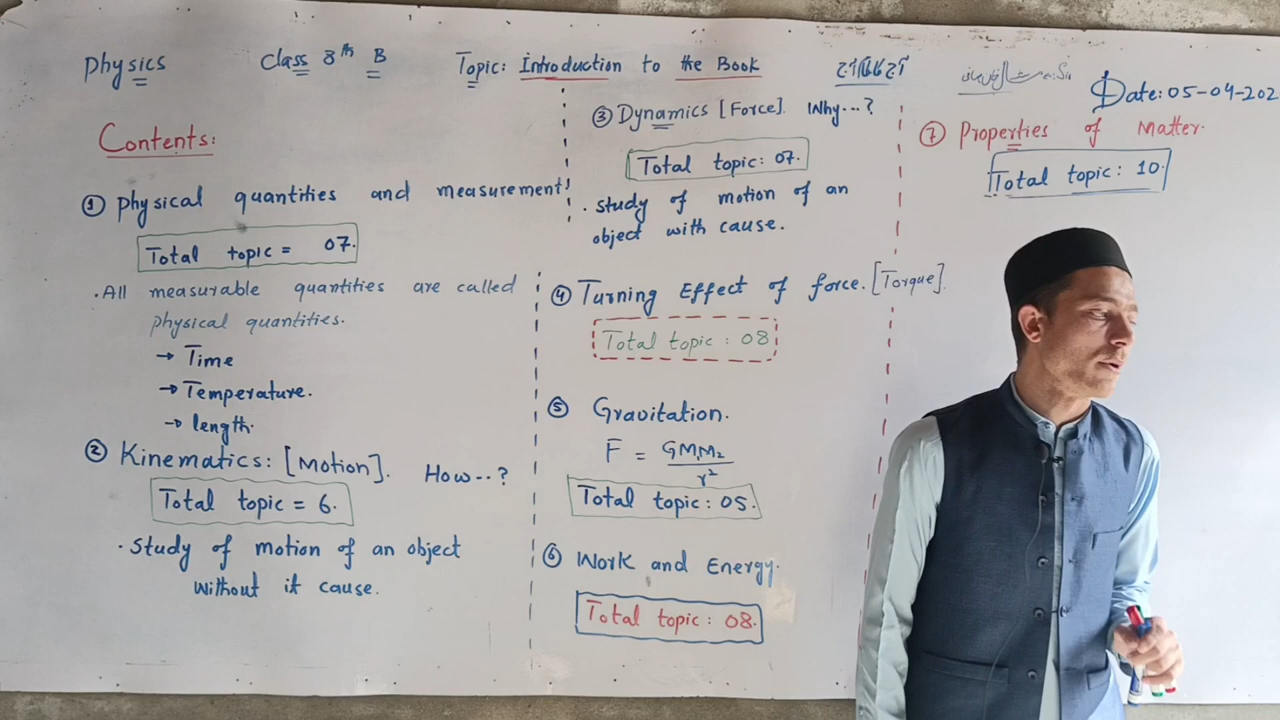 Physics
Class 8th B
Topic: Introduction to the Book
Date: 05-04-202
Contents:
① Physical quantities and measurement
Total topic = 07.
. All measurable quantities are called
physical quantities.
→ Time
→ Temperature.
→ length.
② Kinematics: [Motion]. How--?
Total topic = 6.
. Study of motion of an object
without it cause.
③ Dynamics [Force]. Why...?
Total topic: 07.
. study of motion of an
object with cause.
④ Turning Effect of force. [Torque].
Total topic : 08
⑤ Gravitation.
F = GM₁M₂/r²
Total topic: 05.
⑥ Work and Energy.
Total topic: 08.
⑦ Properties of Matter.
Total topic: 10.